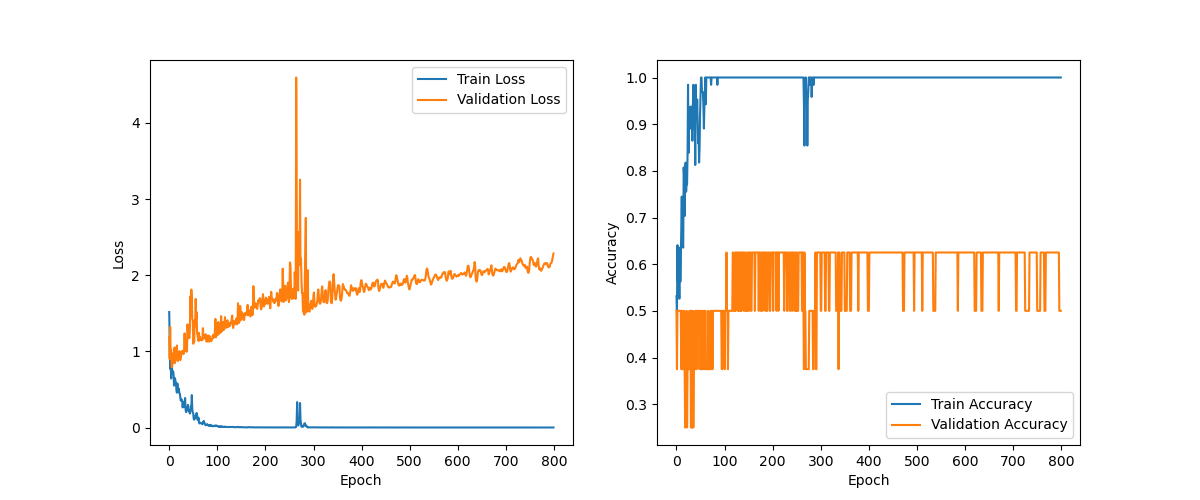 Train Loss
Validation Loss
Loss
4
3
2
1
0
0 100 200 300 400 500 600 700 800
Epoch
Accuracy
1.0
0.9
0.8
0.7
0.6
0.5
0.4
0.3
Train Accuracy
Validation Accuracy
0 100 200 300 400 500 600 700 800
Epoch